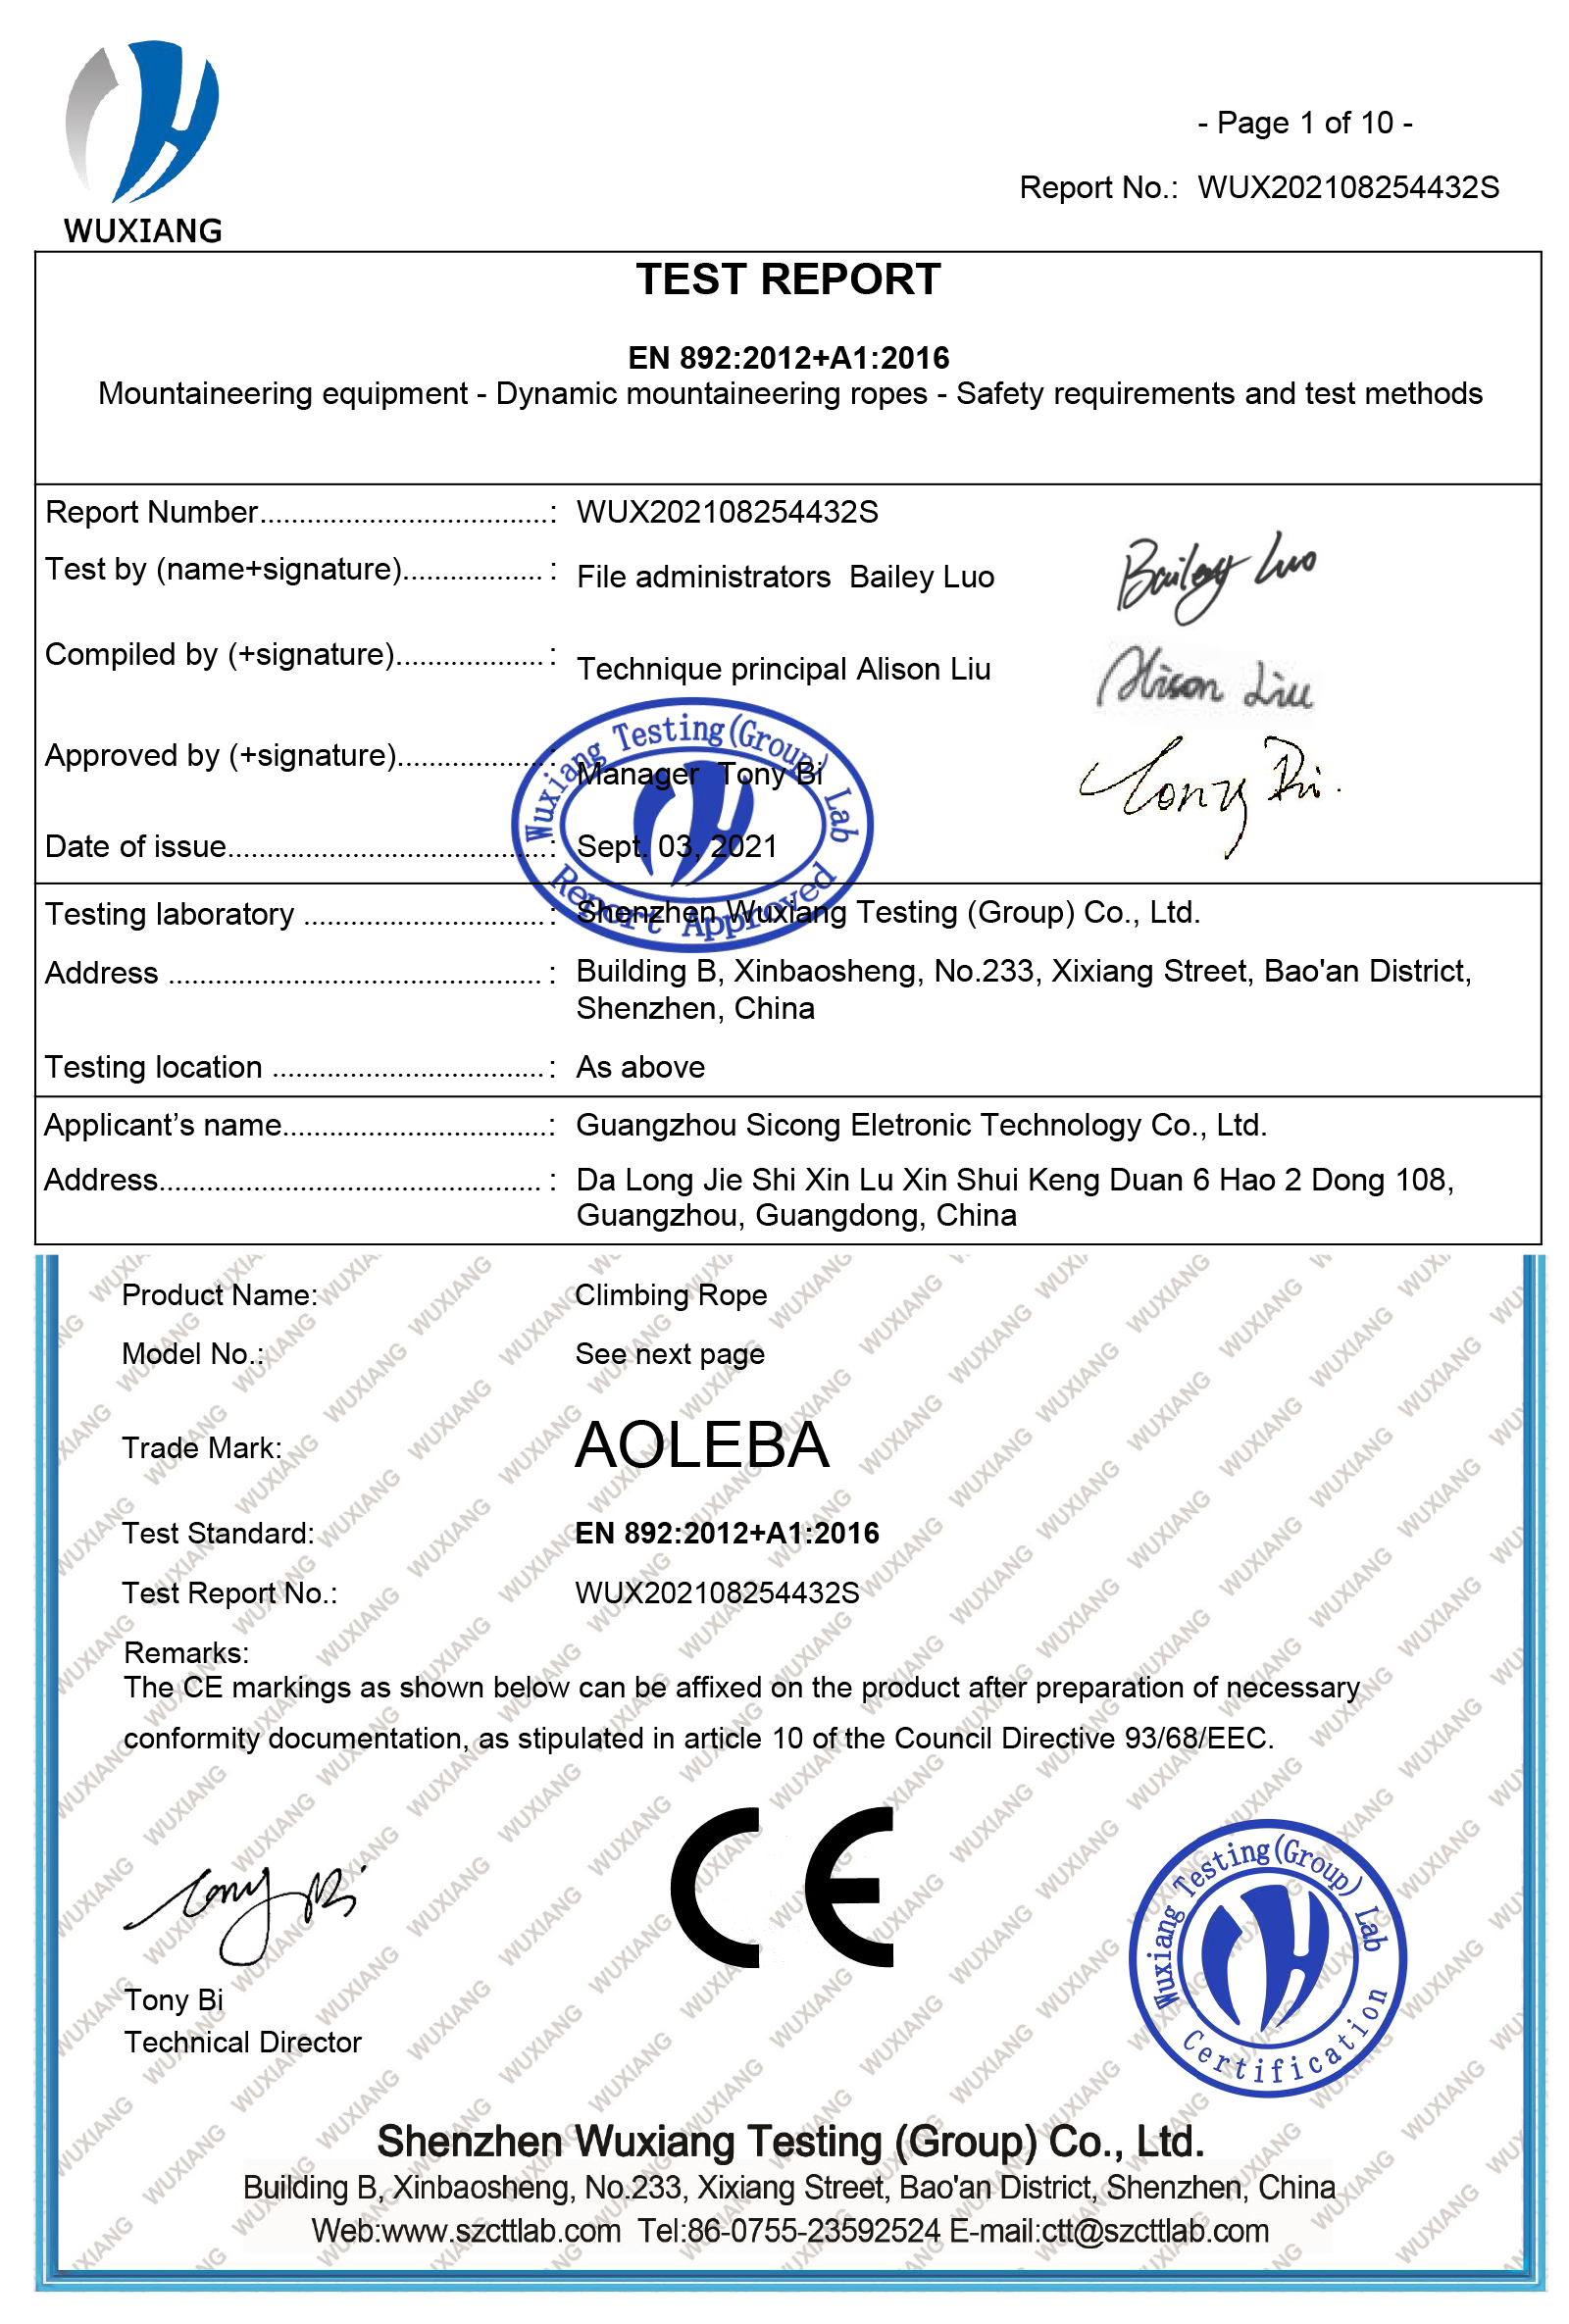 WUXIANG
- Page 1 of 10 -
Report No.: WUX202108254432S
TEST REPORT
EN 892:2012+A1:2016
Mountaineering equipment - Dynamic mountaineering ropes - Safety requirements and test methods
Report Number.....................................: WUX202108254432S
Test by (name+signature)..................: File administrators Bailey Luo
Bailey Luo
Compiled by (+signature)...................: Technique principal Alison Liu
Alison Liu
Approved by (+signature)...................: Manager Tony Bi
Tony Bi.
Date of issue.........................................: Sept. 03, 2021
Wuxiang Testing(Group) Lab
Report Approved
Testing laboratory ...............................: Shenzhen Wuxiang Testing (Group) Co., Ltd.
Address ................................................: Building B, Xinbaosheng, No.233, Xixiang Street, Bao'an District,
Shenzhen, China
Testing location ...................................: As above
Applicant’s name..................................: Guangzhou Sicong Eletronic Technology Co., Ltd.
Address.................................................: Da Long Jie Shi Xin Lu Xin Shui Keng Duan 6 Hao 2 Dong 108,
Guangzhou, Guangdong, China
Product Name: Climbing Rope
Model No.: See next page
Trade Mark: AOLEBA
Test Standard: EN 892:2012+A1:2016
Test Report No.: WUX202108254432S
Remarks:
The CE markings as shown below can be affixed on the product after preparation of necessary
conformity documentation, as stipulated in article 10 of the Council Directive 93/68/EEC.
CE
Tony Bi
Wuxiang Testing(Group) Lab
Certification
Tony Bi
Technical Director
Shenzhen Wuxiang Testing (Group) Co., Ltd.
Building B, Xinbaosheng, No.233, Xixiang Street, Bao'an District, Shenzhen, China
Web:www.szcttlab.com Tel:86-0755-23592524 E-mail:ctt@szcttlab.com
WUXIANG